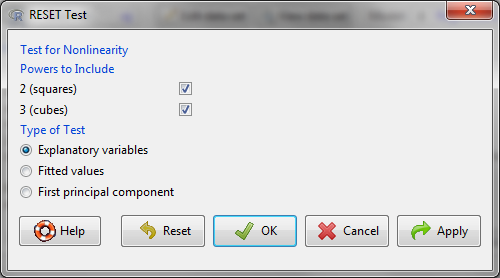 RESET Test
Test for Nonlinearity
Powers to Include
2 (squares)
3 (cubes)
Type of Test
Explanatory variables
Fitted values
First principal component
Help Reset OK Cancel Apply